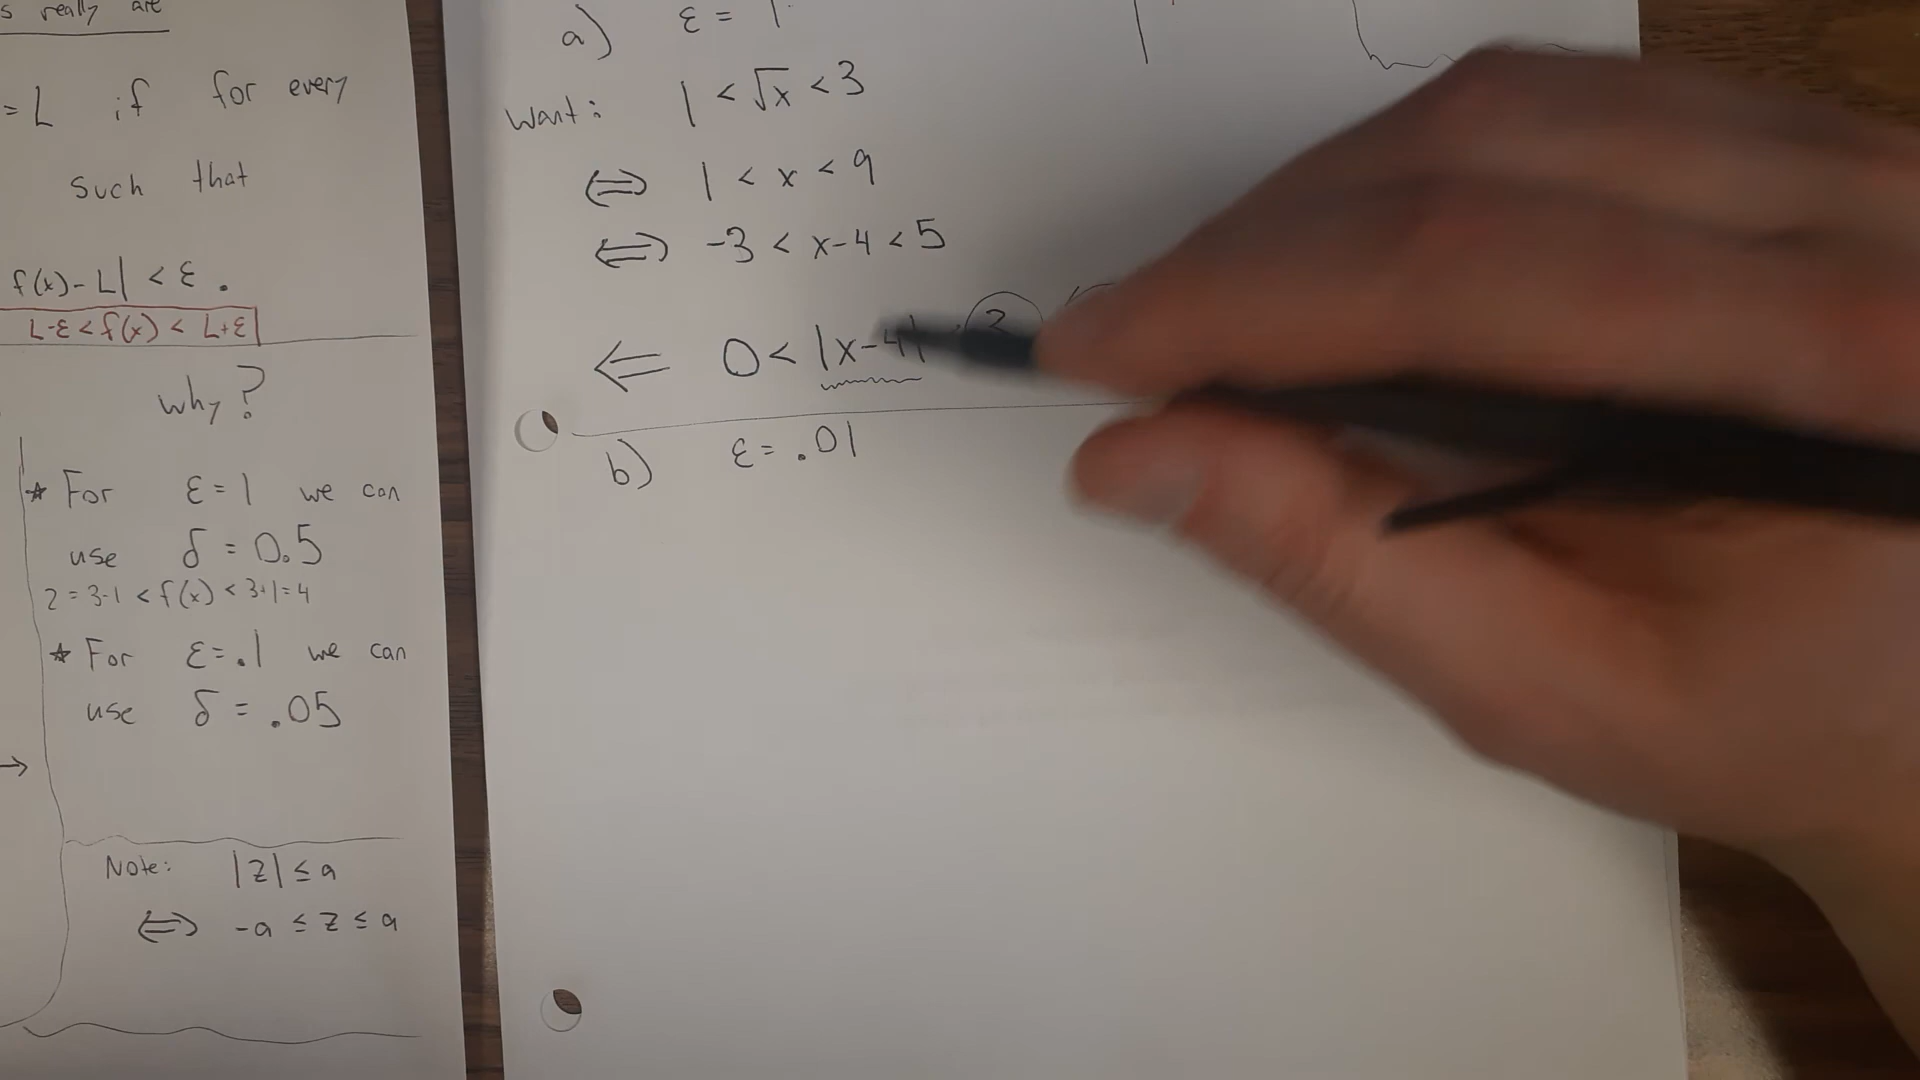 s really are
= L if for every
Such that
f(x) - L| < ε .
L-ε < f(x) < L+ε
why?
* For ε = 1 we can
use δ = 0.5
2 = 3-1 < f(x) < 3+1 = 4
* For ε = .1 we can
use δ = .05
→
Note: |z| ≤ a
⟺ -a ≤ z ≤ a
a) ε = 1
Want: 1 < √x < 3
⟺ 1 < x < 9
⟺ -3 < x-4 < 5
⟸ 0 < |x-4|
b) ε = .01